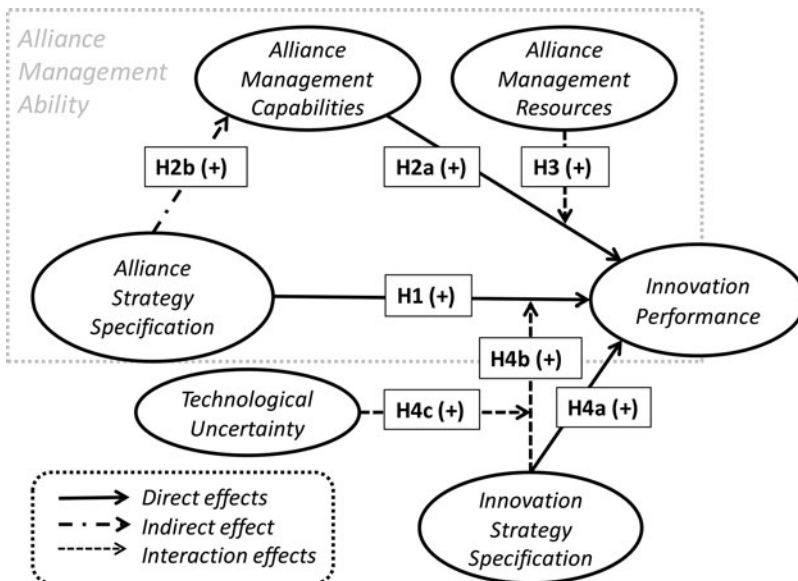 Alliance
Management
Ability
Alliance
Management
Capabilities
Alliance
Management
Resources
H2b (+)
H2a (+)
H3 (+)
Alliance
Strategy
Specification
H1 (+)
Innovation
Performance
H4b (+)
Technological
Uncertainty
H4c (+)
H4a (+)
Innovation
Strategy
Specification
Direct effects
Indirect effect
Interaction effects